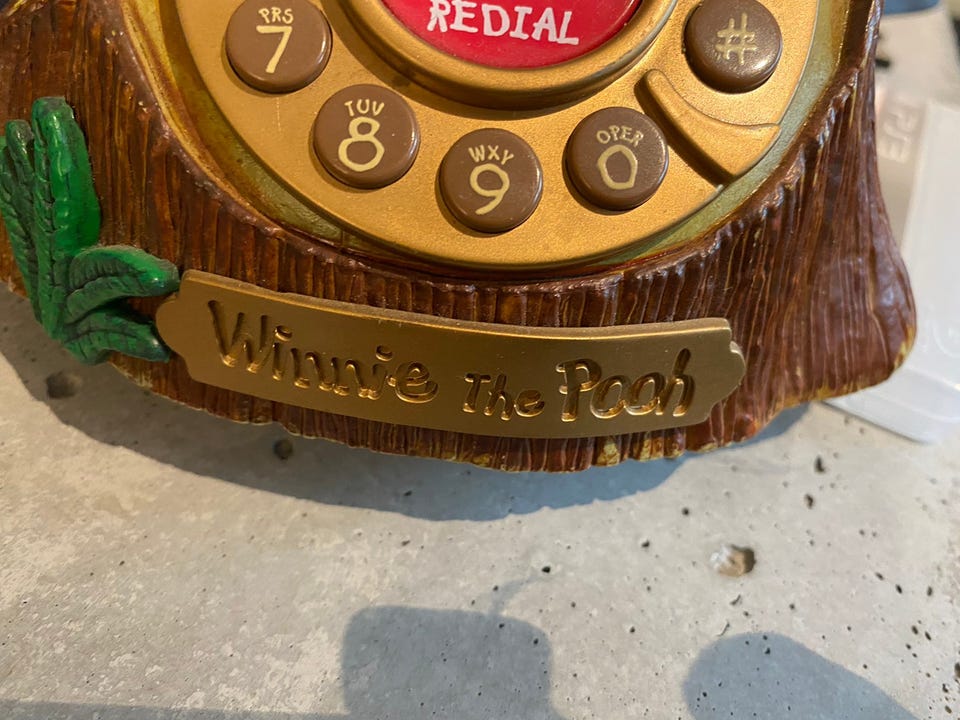 REDIAL
PRS
7
#
TUV
8
OPER
0
WXY
9
Winnie The Pooh